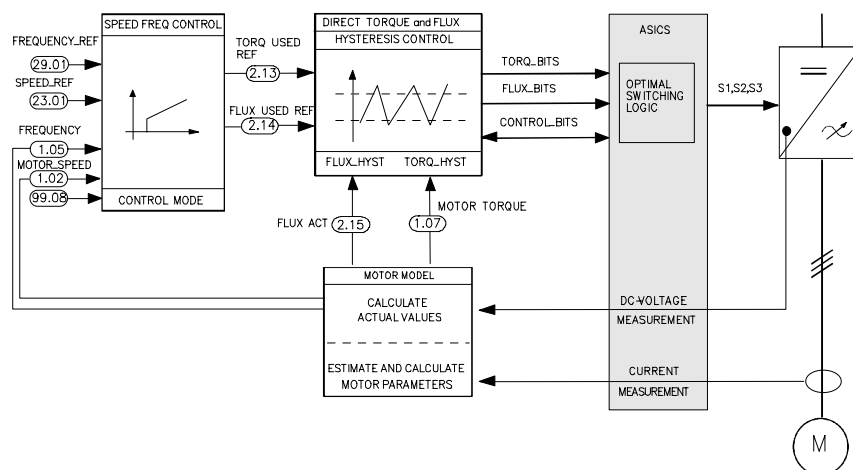 SPEED FREQ CONTROL
FREQUENCY_REF
29.01
SPEED_REF
23.01
FREQUENCY
1.05
MOTOR_SPEED
1.02
99.08
CONTROL MODE
TORQ USED
REF
2.13
FLUX USED REF
2.14
DIRECT TORQUE and FLUX
HYSTERESIS CONTROL
FLUX_HYST TORQ_HYST
TORQ_BITS
FLUX_BITS
CONTROL_BITS
ASICS
OPTIMAL
SWITCHING
LOGIC
S1,S2,S3
FLUX ACT
2.15
MOTOR TORQUE
1.07
MOTOR MODEL
CALCULATE
ACTUAL VALUES
ESTIMATE AND CALCULATE
MOTOR PARAMETERS
DC-VOLTAGE
MEASUREMENT
CURRENT
MEASUREMENT
M